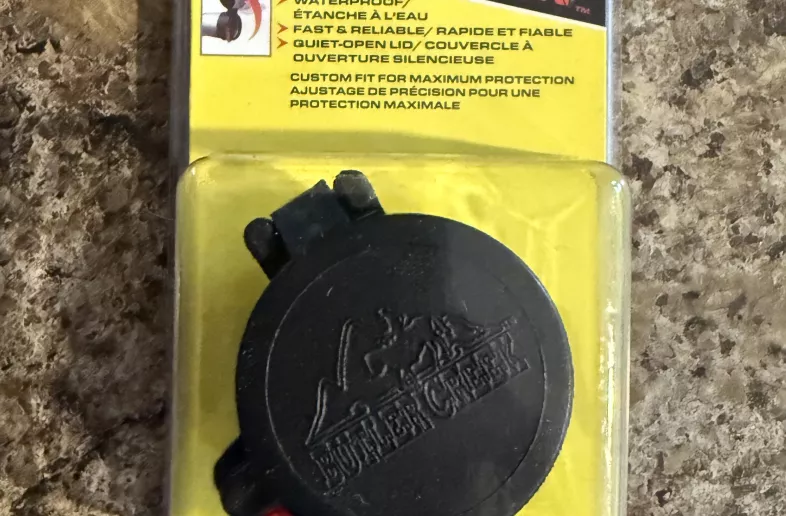 WATERPROOF/
ÉTANCHE À L'EAU
FAST & RELIABLE/ RAPIDE ET FIABLE
QUIET-OPEN LID/ COUVERCLE À
OUVERTURE SILENCIEUSE
CUSTOM FIT FOR MAXIMUM PROTECTION
AJUSTAGE DE PRÉCISION POUR UNE
PROTECTION MAXIMALE
BUTLER CREEK